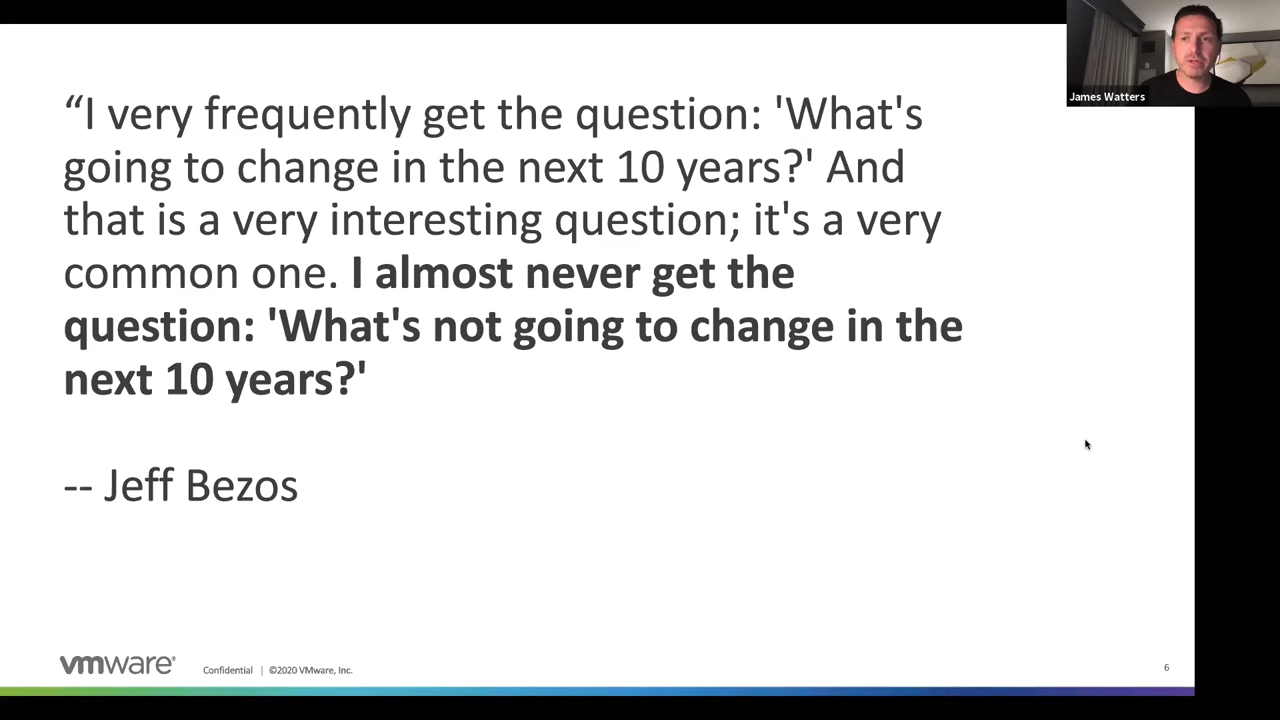 James Watters
“I very frequently get the question: 'What's
going to change in the next 10 years?' And
that is a very interesting question; it's a very
common one. I almost never get the
question: 'What's not going to change in the
next 10 years?'
-- Jeff Bezos
vmware®
Confidential | ©2020 VMware, Inc.
6